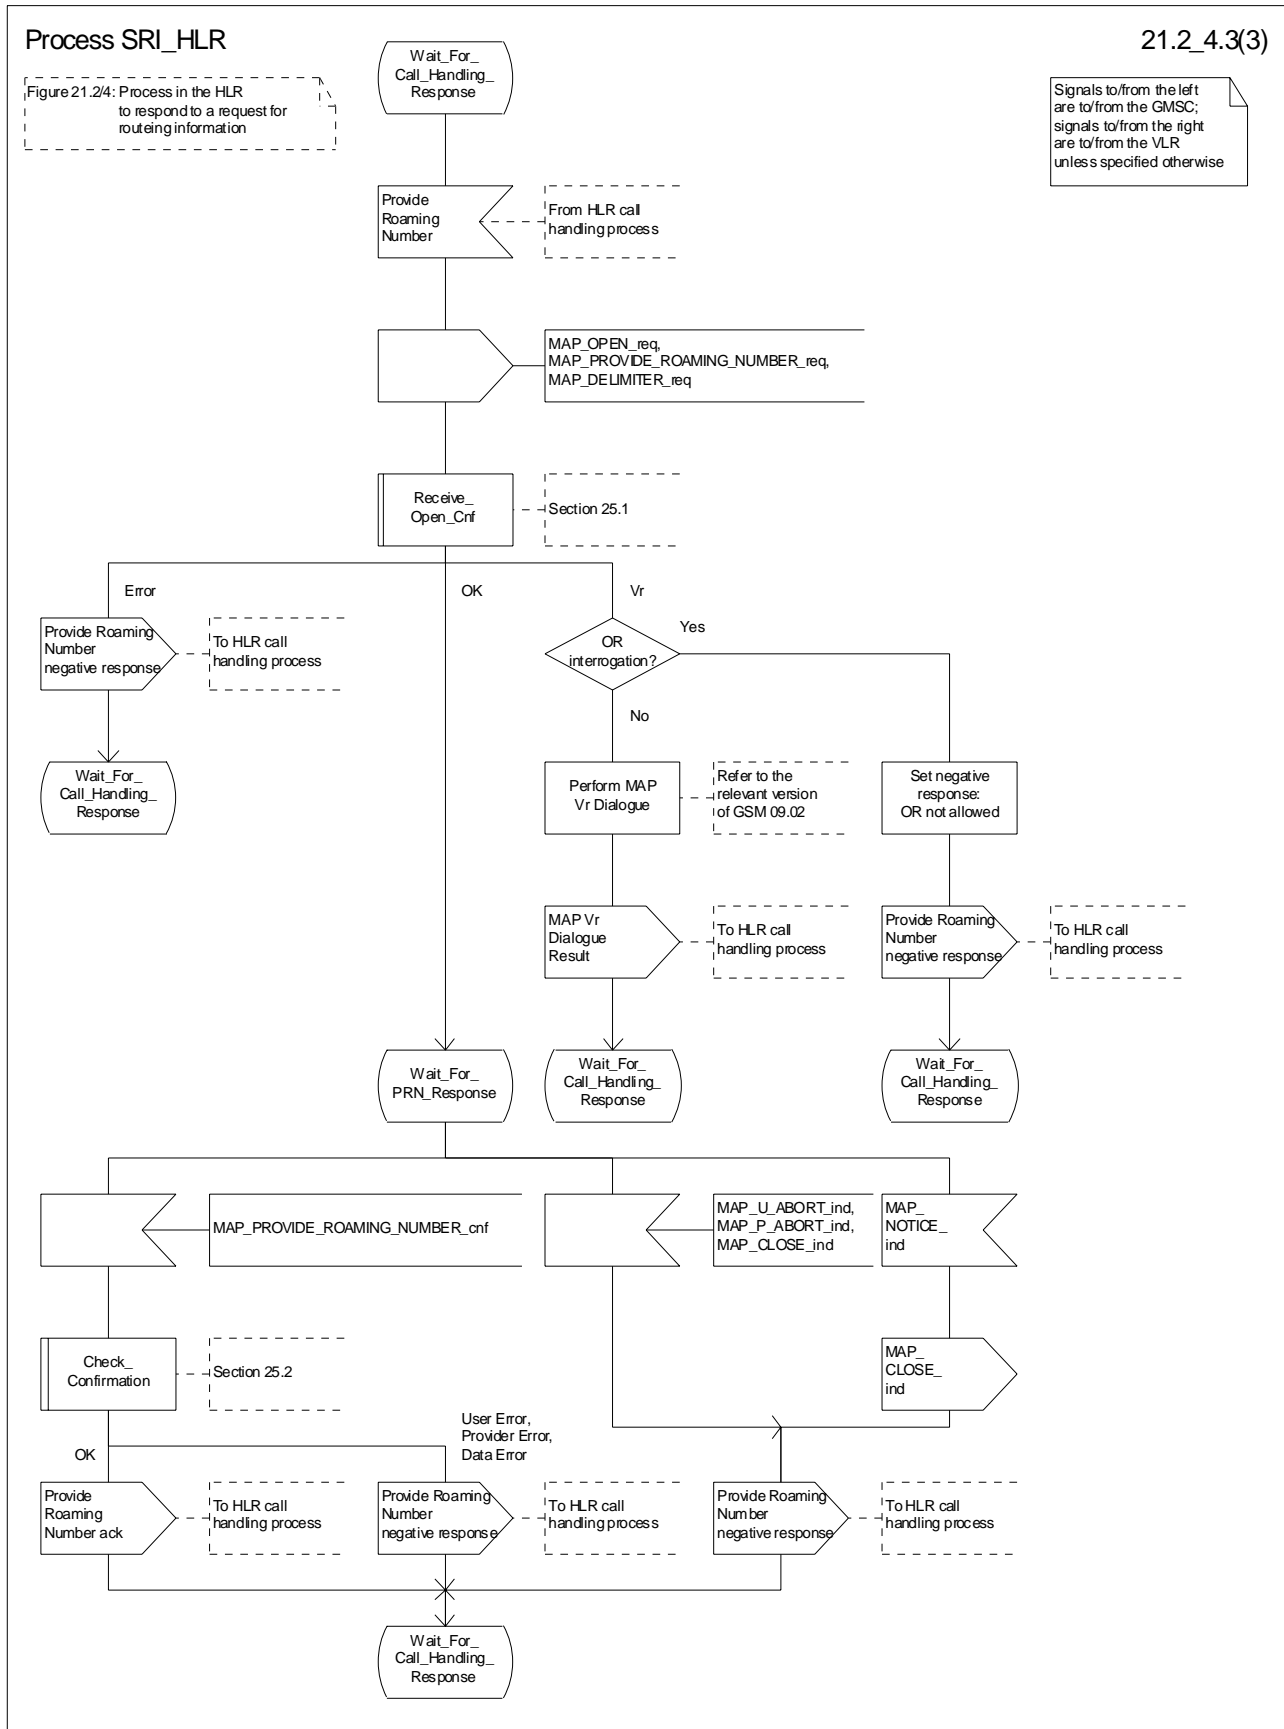 Process SRI_HLR
21.2_4.3(3)
Figure 21.2/4: Process in the HLR
to respond to a request for
routeing information
Wait_For_
Call_Handling_
Response
Signals to/from the left
are to/from the GMSC;
signals to/from the right
are to/from the VLR
unless specified otherwise
Provide
Roaming
Number
From HLR call
handling process
MAP_OPEN_req,
MAP_PROVIDE_ROAMING_NUMBER_req,
MAP_DELIMITER_req
Receive_
Open_Cnf
Section 25.1
Error
OK
Vr
Provide Roaming
Number
negative response
To HLR call
handling process
OR
interrogation?
Yes
No
Wait_For_
Call_Handling_
Response
Perform MAP
Vr Dialogue
Refer to the
relevant version
of GSM 09.02
Set negative
response:
OR not allowed
MAP Vr
Dialogue
Result
To HLR call
handling process
Provide Roaming
Number
negative response
To HLR call
handling process
Wait_For_
PRN_Response
Wait_For_
Call_Handling_
Response
Wait_For_
Call_Handling_
Response
MAP_PROVIDE_ROAMING_NUMBER_cnf
MAP_U_ABORT_ind,
MAP_P_ABORT_ind,
MAP_CLOSE_ind
MAP_
NOTICE_
ind
Check_
Confirmation
Section 25.2
MAP_
CLOSE_
ind
OK
User Error,
Provider Error,
Data Error
Provide
Roaming
Number ack
To HLR call
handling process
Provide Roaming
Number
negative response
To HLR call
handling process
Provide Roaming
Number
negative response
To HLR call
handling process
Wait_For_
Call_Handling_
Response